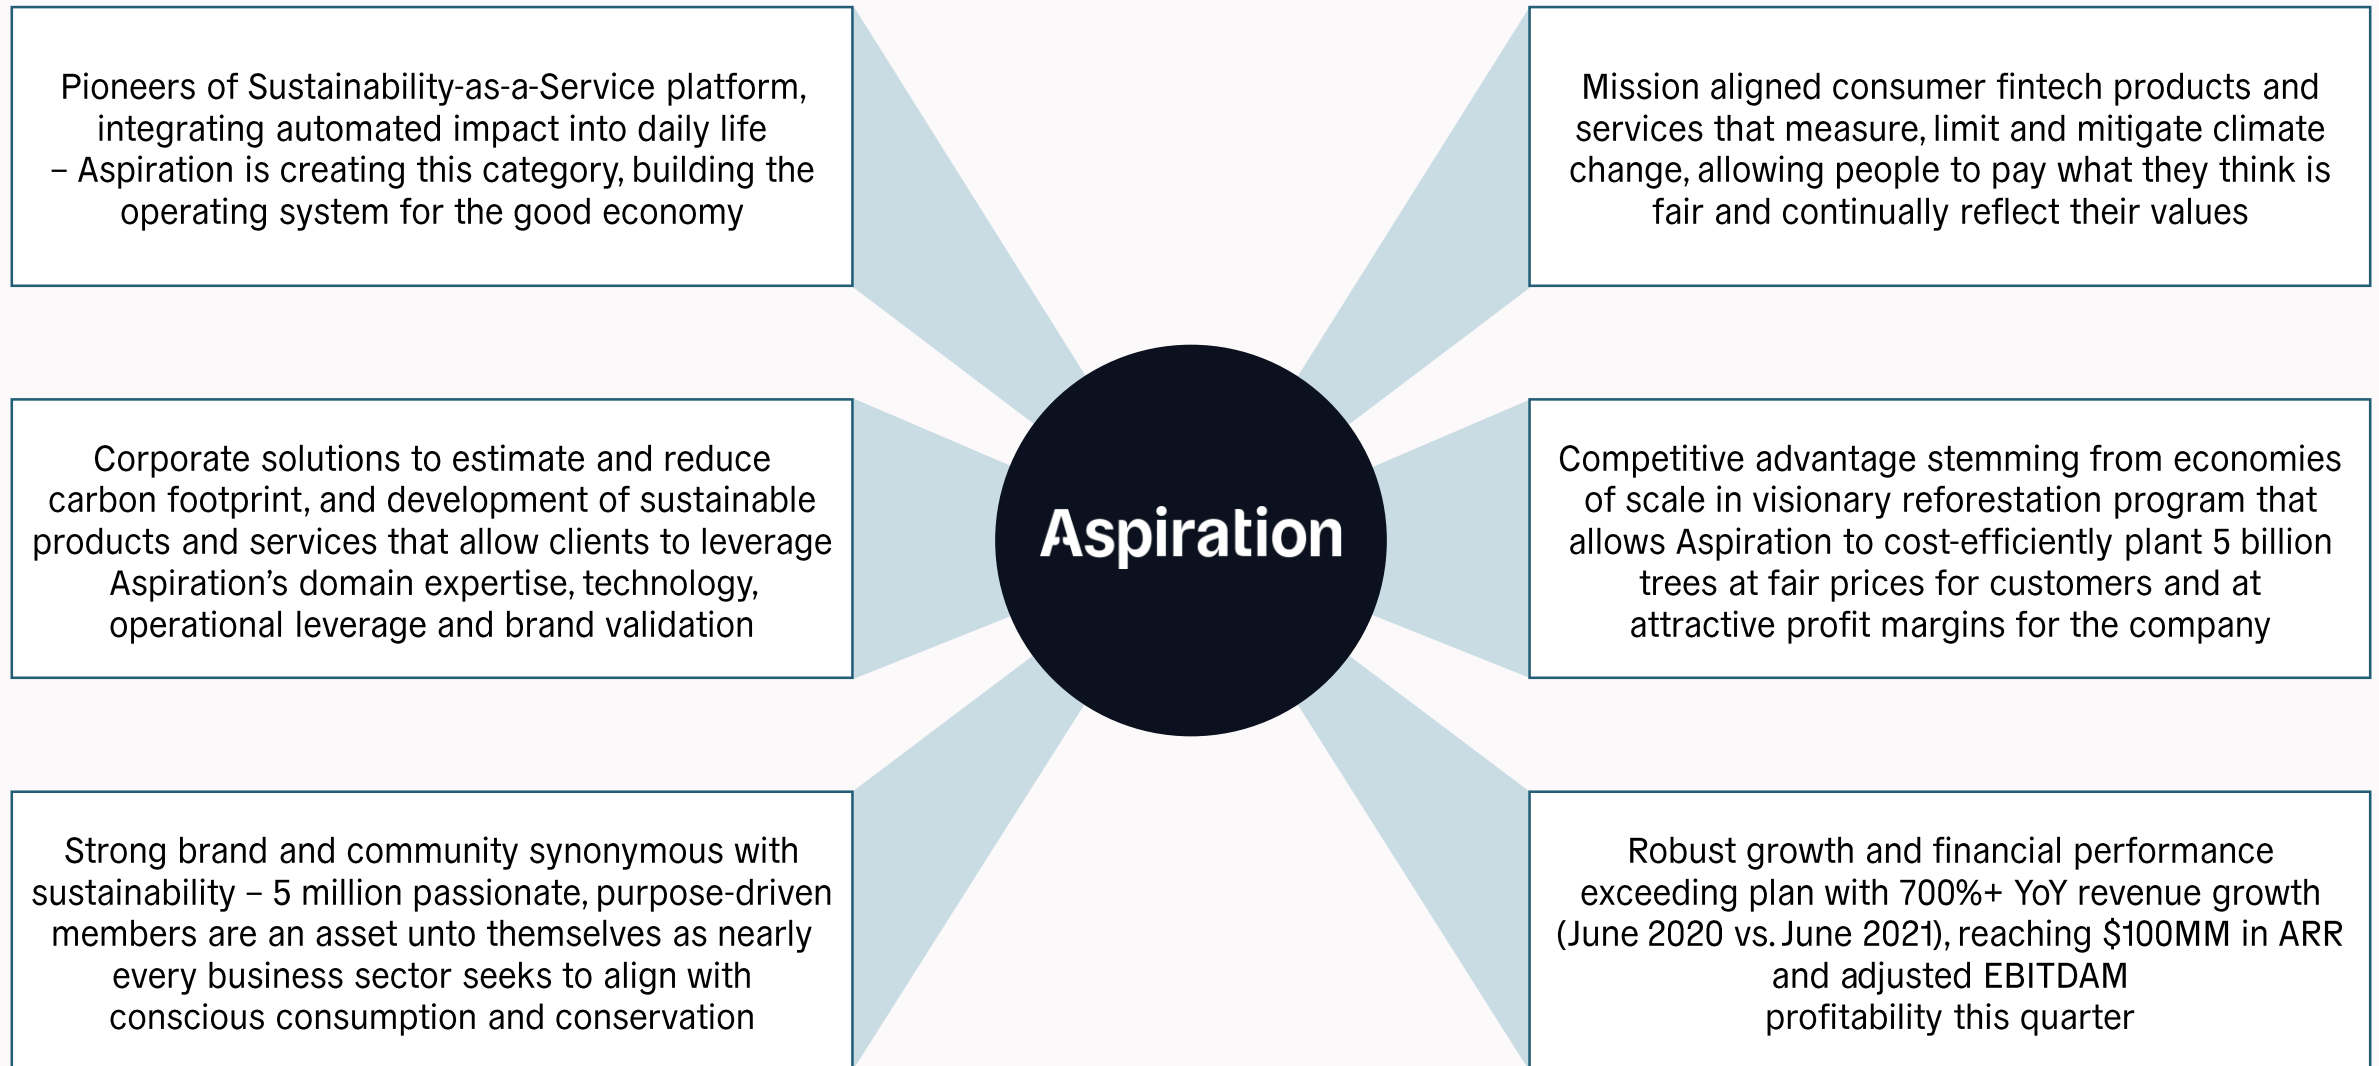 Pioneers of Sustainability-as-a-Service platform,
integrating automated impact into daily life
– Aspiration is creating this category, building the
operating system for the good economy
Mission aligned consumer fintech products and
services that measure, limit and mitigate climate
change, allowing people to pay what they think is
fair and continually reflect their values
Corporate solutions to estimate and reduce
carbon footprint, and development of sustainable
products and services that allow clients to leverage
Aspiration’s domain expertise, technology,
operational leverage and brand validation
Aspiration
Competitive advantage stemming from economies
of scale in visionary reforestation program that
allows Aspiration to cost-efficiently plant 5 billion
trees at fair prices for customers and at
attractive profit margins for the company
Strong brand and community synonymous with
sustainability – 5 million passionate, purpose-driven
members are an asset unto themselves as nearly
every business sector seeks to align with
conscious consumption and conservation
Robust growth and financial performance
exceeding plan with 700%+ YoY revenue growth
(June 2020 vs. June 2021), reaching $100MM in ARR
and adjusted EBITDAM
profitability this quarter